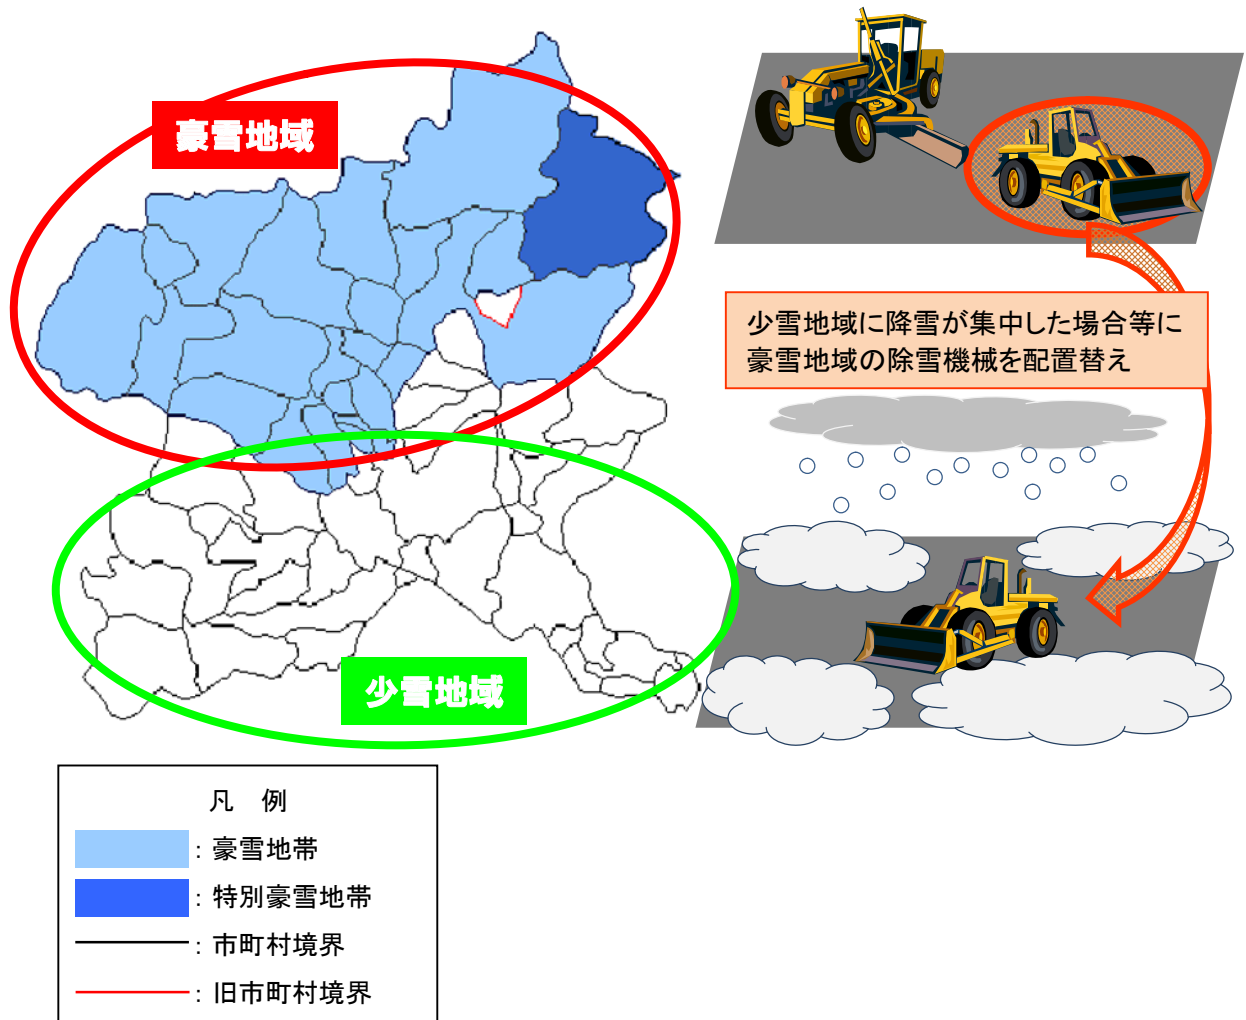 豪雪地域
少雪地域に降雪が集中した場合等に
豪雪地域の除雪機械を配置替え
少雪地域
凡　例
：豪雪地帯
：特別豪雪地帯
：市町村境界
：旧市町村境界